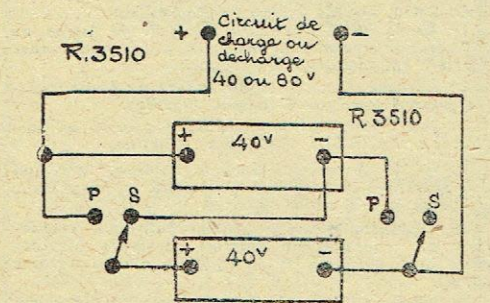 + Circuit de -
charge ou
R.3510 décharge
40 ou 80ᵛ
R 3510
+ 40ᵛ -
P S P S
+ 40ᵛ -